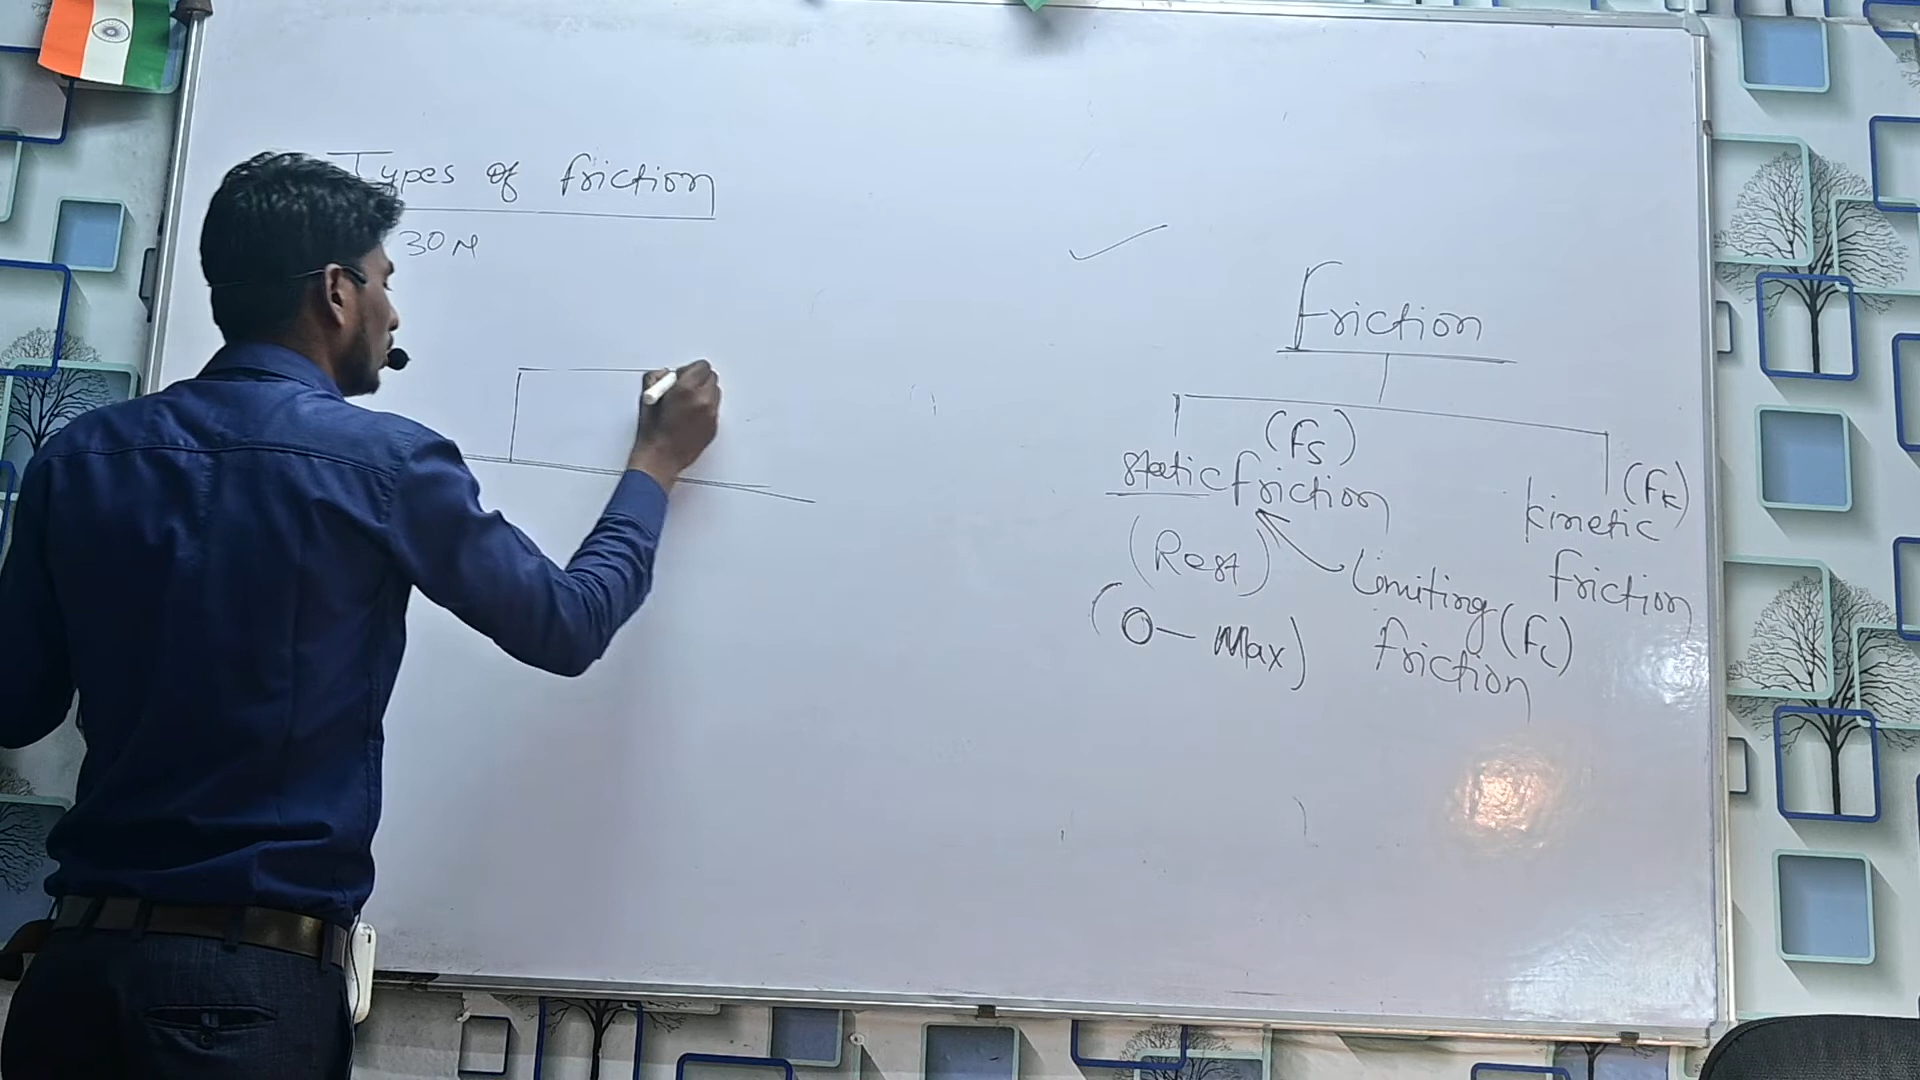 Types of friction
30N
Friction
(fs)
static friction
(fk)
kinetic
friction
(Rest)
Limiting
friction
(fL)
(0 — Max)